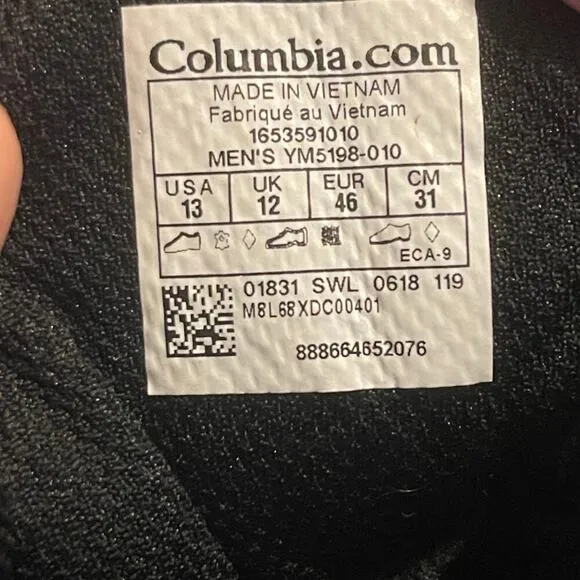 Columbia.com
MADE IN VIETNAM
Fabriqué au Vietnam
1653591010
MEN'S YM5198-010
USA UK EUR CM
13 12 46 31
ECA-9
01831 SWL 0618 119
M8L68XDC00401
888664652076